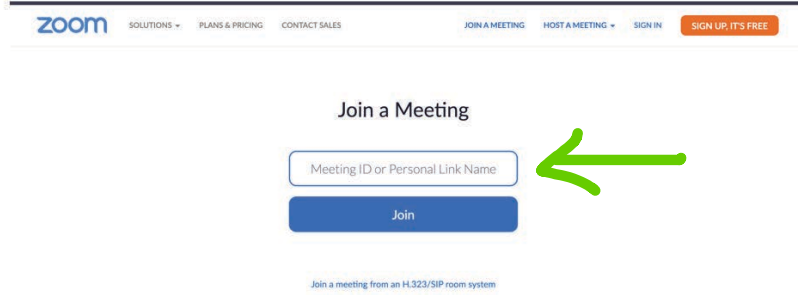 zoom SOLUTIONS PLANS & PRICING CONTACT SALES JOIN A MEETING HOST A MEETING SIGN IN SIGN UP, IT'S FREE
Join a Meeting
Meeting ID or Personal Link Name
Join
Join a meeting from an H.323/SIP room system